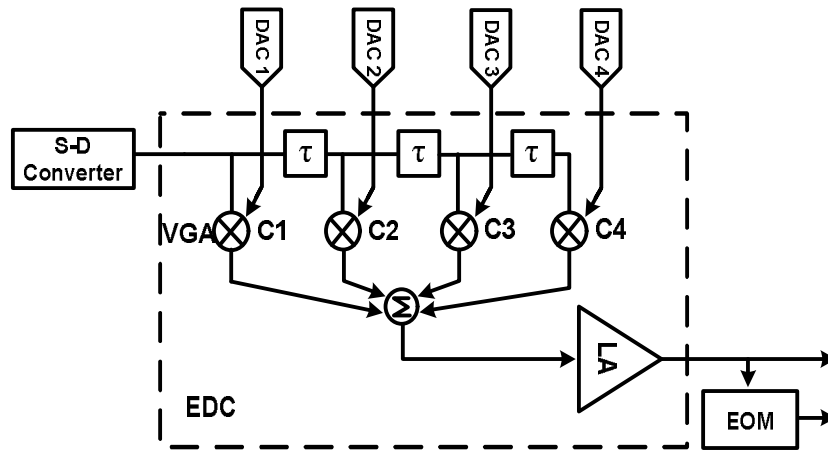 DAC 1
DAC 2
DAC 3
DAC 4
S-D
Converter
τ
τ
τ
VGA
C1
C2
C3
C4
Σ
LA
EDC
EOM